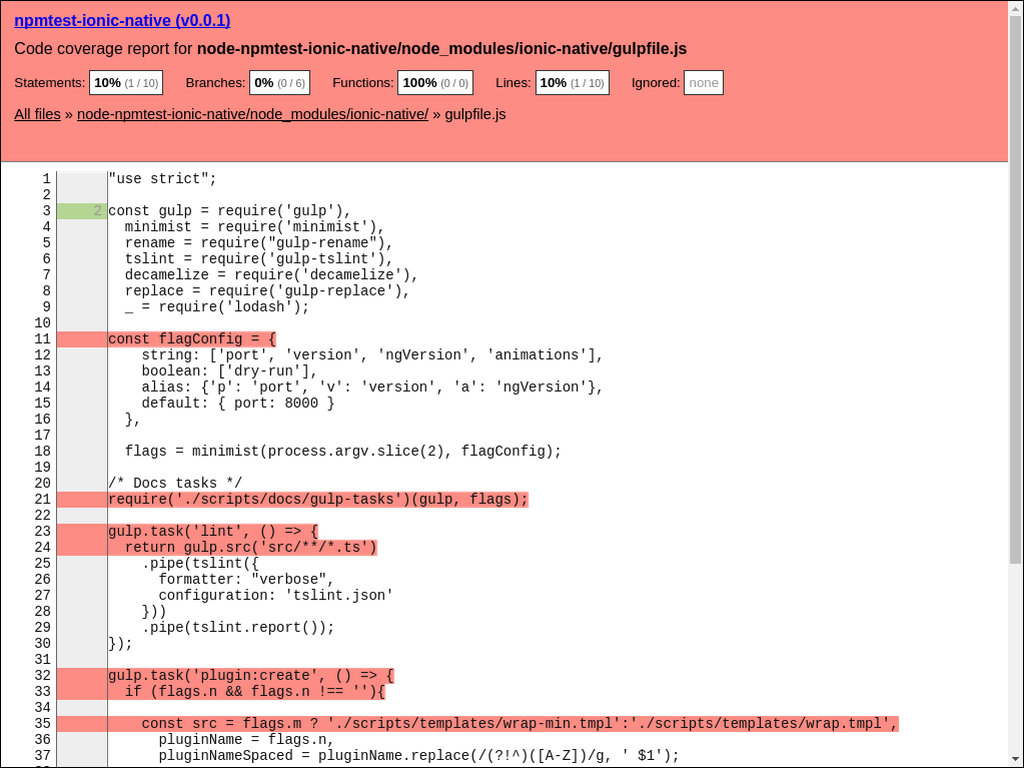 npmtest-ionic-native (v0.0.1)
Code coverage report for node-npmtest-ionic-native/node_modules/ionic-native/gulpfile.js
Statements: 10% (1 / 10) Branches: 0% (0 / 6) Functions: 100% (0 / 0) Lines: 10% (1 / 10) Ignored: none
All files » node-npmtest-ionic-native/node_modules/ionic-native/ » gulpfile.js
1 "use strict";
2
3 2 const gulp = require('gulp'),
4 minimist = require('minimist'),
5 rename = require("gulp-rename"),
6 tslint = require('gulp-tslint'),
7 decamelize = require('decamelize'),
8 replace = require('gulp-replace'),
9 _ = require('lodash');
10
11 const flagConfig = {
12 string: ['port', 'version', 'ngVersion', 'animations'],
13 boolean: ['dry-run'],
14 alias: {'p': 'port', 'v': 'version', 'a': 'ngVersion'},
15 default: { port: 8000 }
16 },
17
18 flags = minimist(process.argv.slice(2), flagConfig);
19
20 /* Docs tasks */
21 require('./scripts/docs/gulp-tasks')(gulp, flags);
22
23 gulp.task('lint', () => {
24 return gulp.src('src/**/*.ts')
25 .pipe(tslint({
26 formatter: "verbose",
27 configuration: 'tslint.json'
28 }))
29 .pipe(tslint.report());
30 });
31
32 gulp.task('plugin:create', () => {
33 if (flags.n && flags.n !== ''){
34
35 const src = flags.m ? './scripts/templates/wrap-min.tmpl':'./scripts/templates/wrap.tmpl',
36 pluginName = flags.n,
37 pluginNameSpaced = pluginName.replace(/(?!^)([A-Z])/g, ' $1');